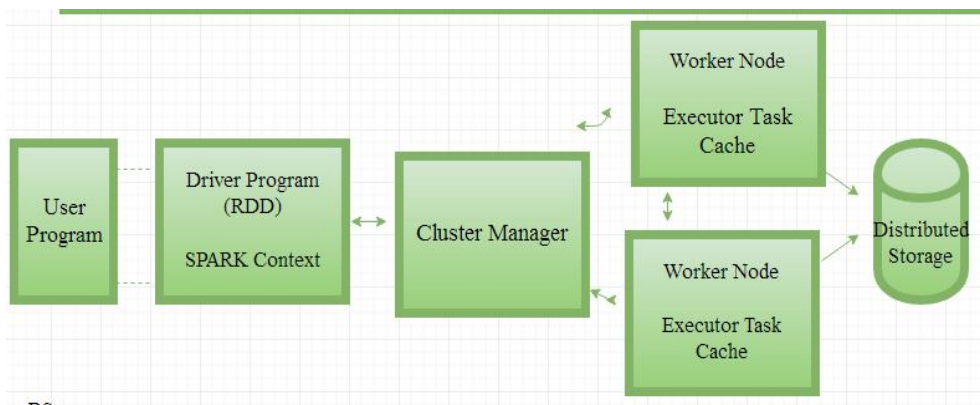 User
Program
Driver Program
(RDD)
SPARK Context
Cluster Manager
Worker Node
Executor Task
Cache
Worker Node
Executor Task
Cache
Distributed
Storage